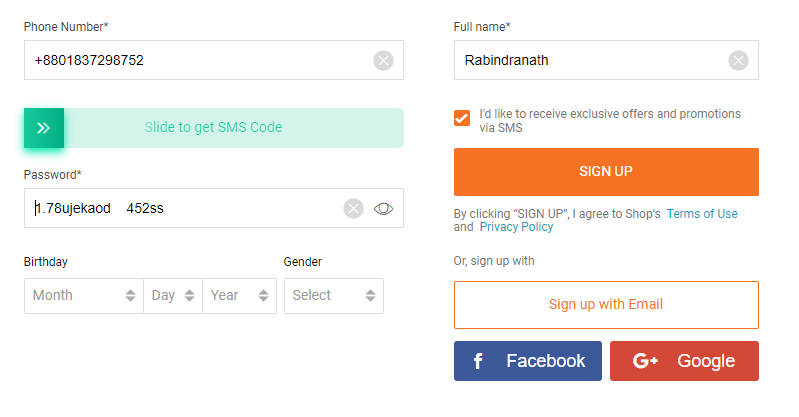 Phone Number*
+8801837298752
Slide to get SMS Code
Password*
1.78ujekaod 452ss
Birthday
Gender
Month
Day
Year
Select
Full name*
Rabindranath
I'd like to receive exclusive offers and promotions
via SMS
SIGN UP
By clicking “SIGN UP”, I agree to Shop's Terms of Use
and Privacy Policy
Or, sign up with
Sign up with Email
f Facebook
G+ Google